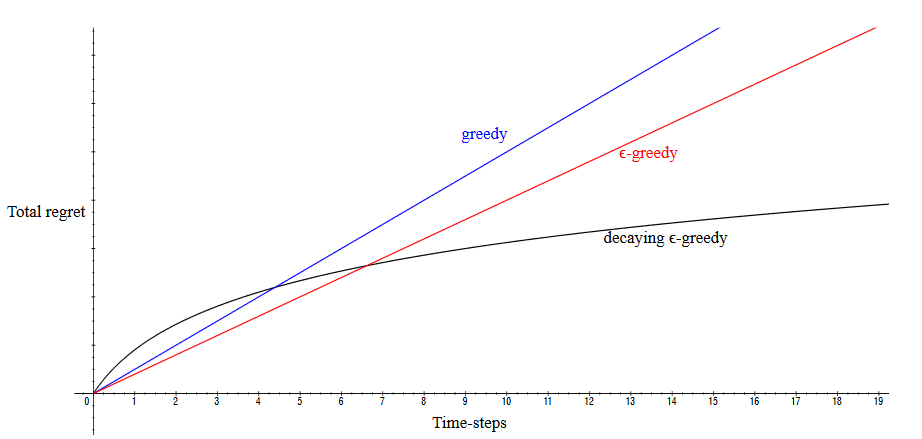 greedy
ϵ-greedy
Total regret
decaying ϵ-greedy
0 1 2 3 4 5 6 7 8 9 10 11 12 13 14 15 16 17 18 19
Time-steps